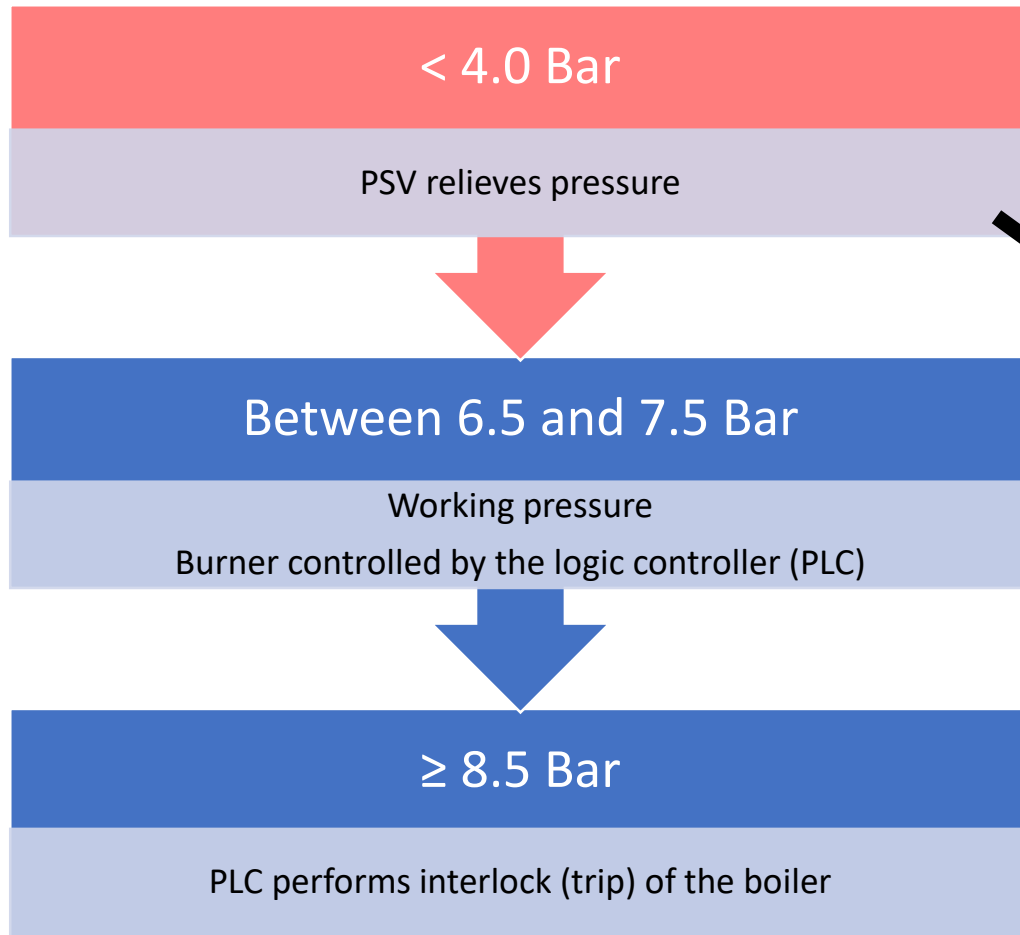 < 4.0 Bar
PSV relieves pressure
Between 6.5 and 7.5 Bar
Working pressure
Burner controlled by the logic controller (PLC)
≥ 8.5 Bar
PLC performs interlock (trip) of the boiler